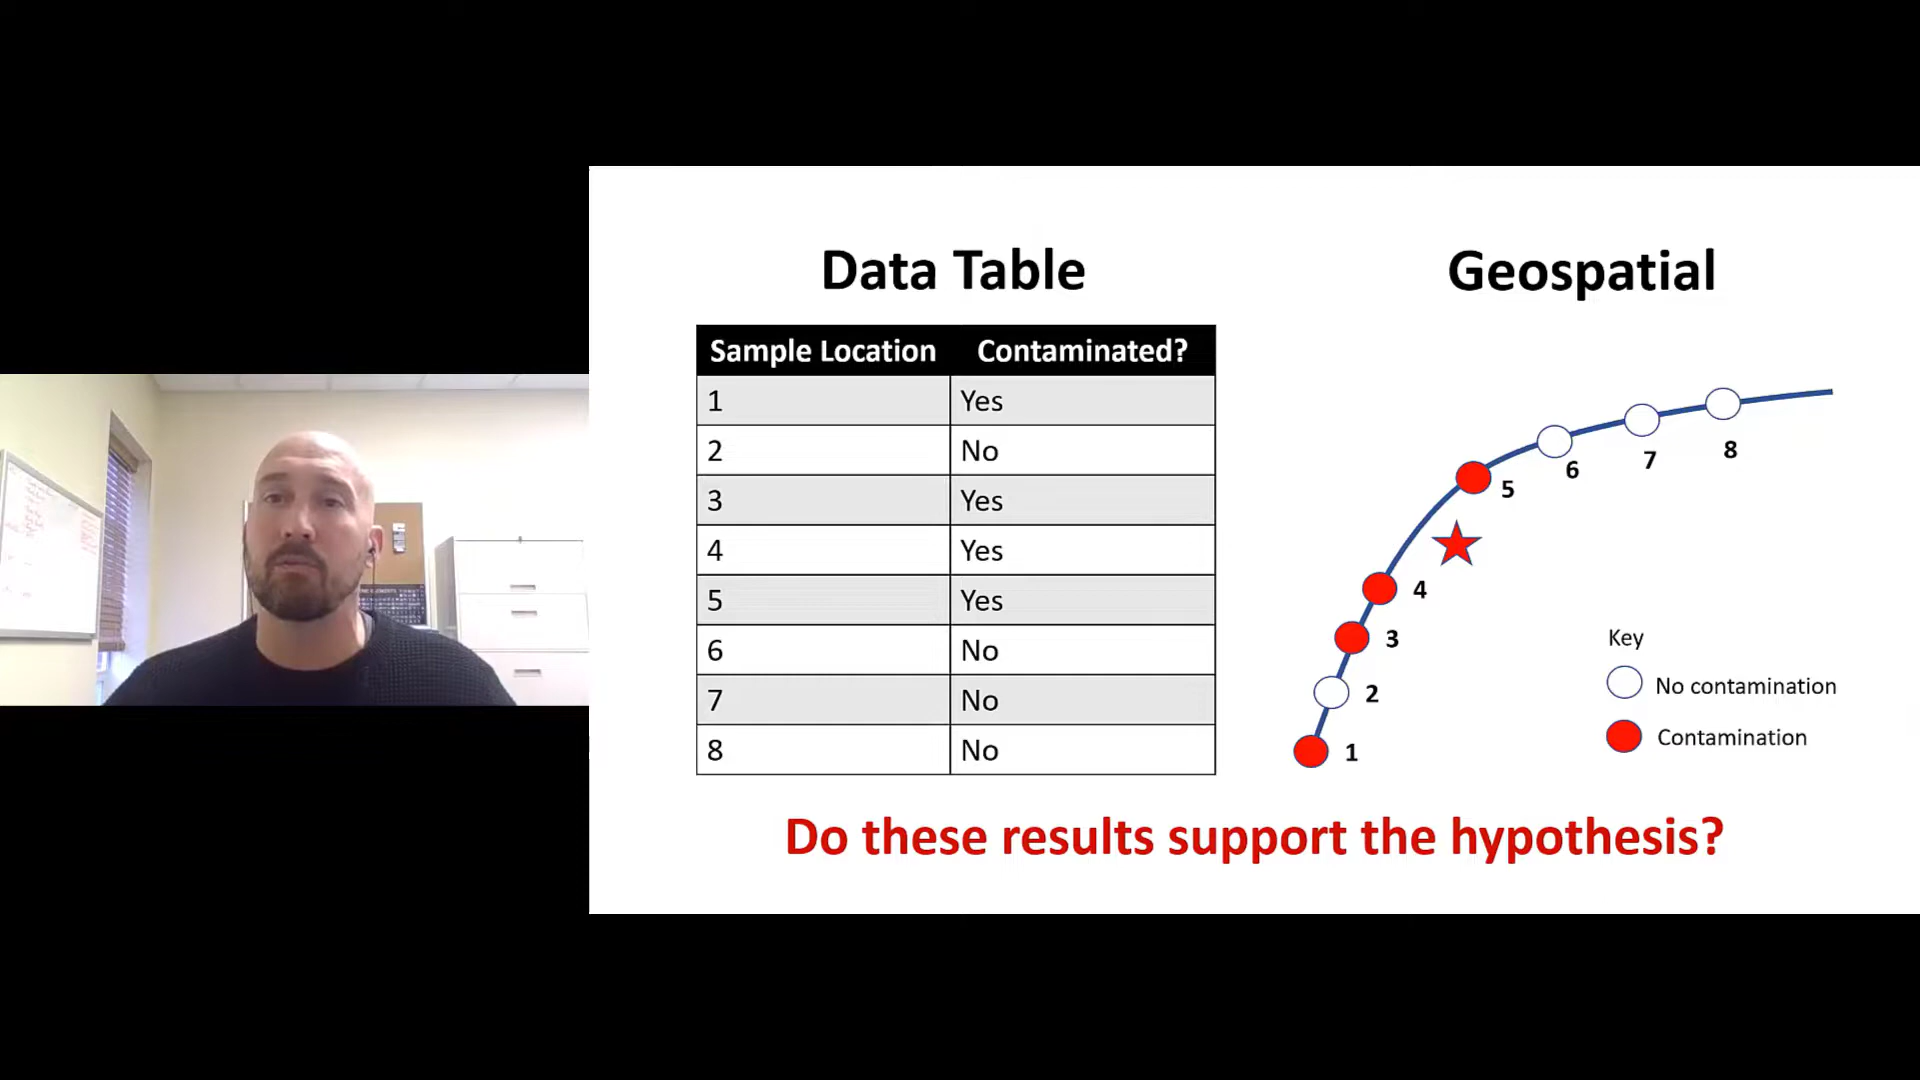 Data Table
Sample Location Contaminated?
1 Yes
2 No
3 Yes
4 Yes
5 Yes
6 No
7 No
8 No
Geospatial
8
7
6
5
4
3
2
1
Key
No contamination
Contamination
Do these results support the hypothesis?